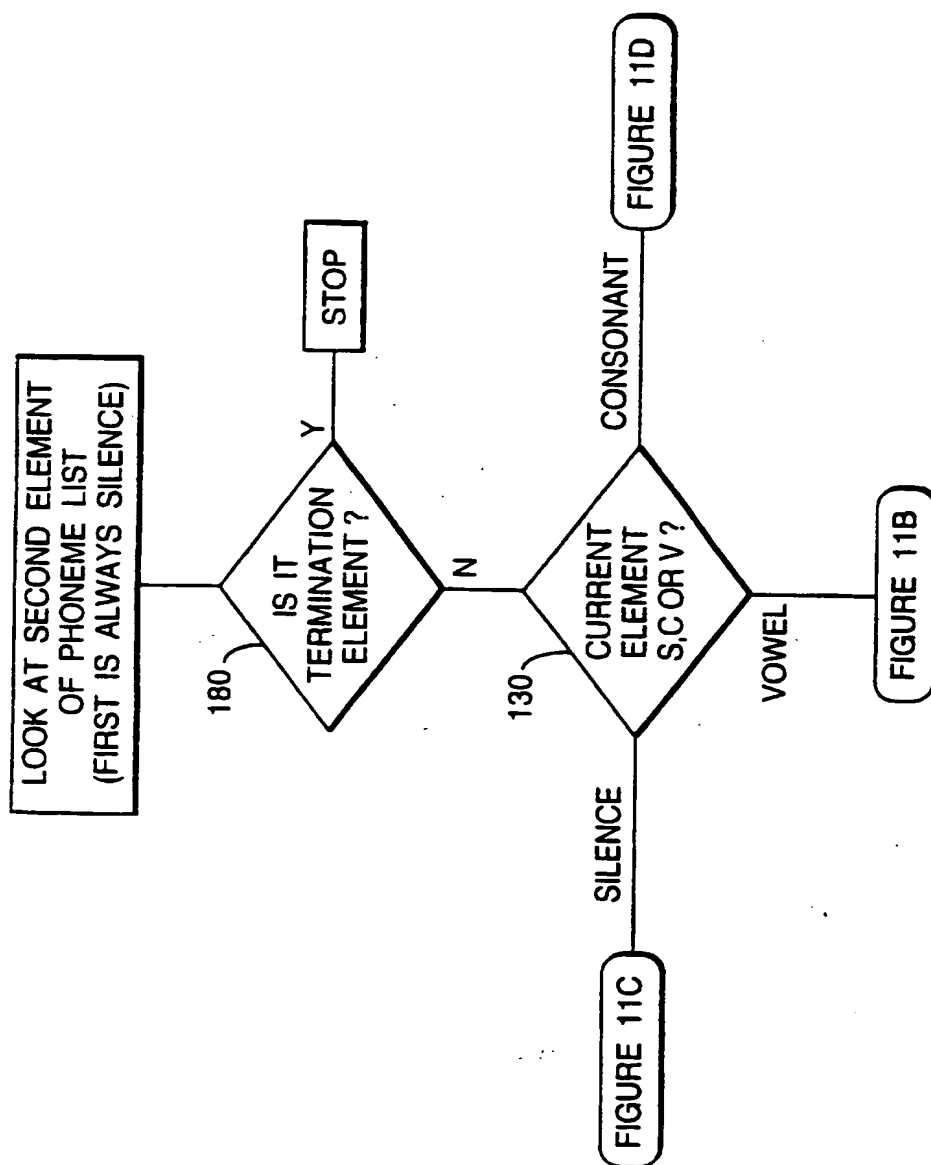 LOOK AT SECOND ELEMENT
OF PHONEME LIST
(FIRST IS ALWAYS SILENCE)
180
IS IT
TERMINATION
ELEMENT ?
Y
STOP
N
130
CURRENT
ELEMENT
S,C OR V ?
SILENCE
FIGURE 11C
CONSONANT
FIGURE 11D
VOWEL
FIGURE 11B